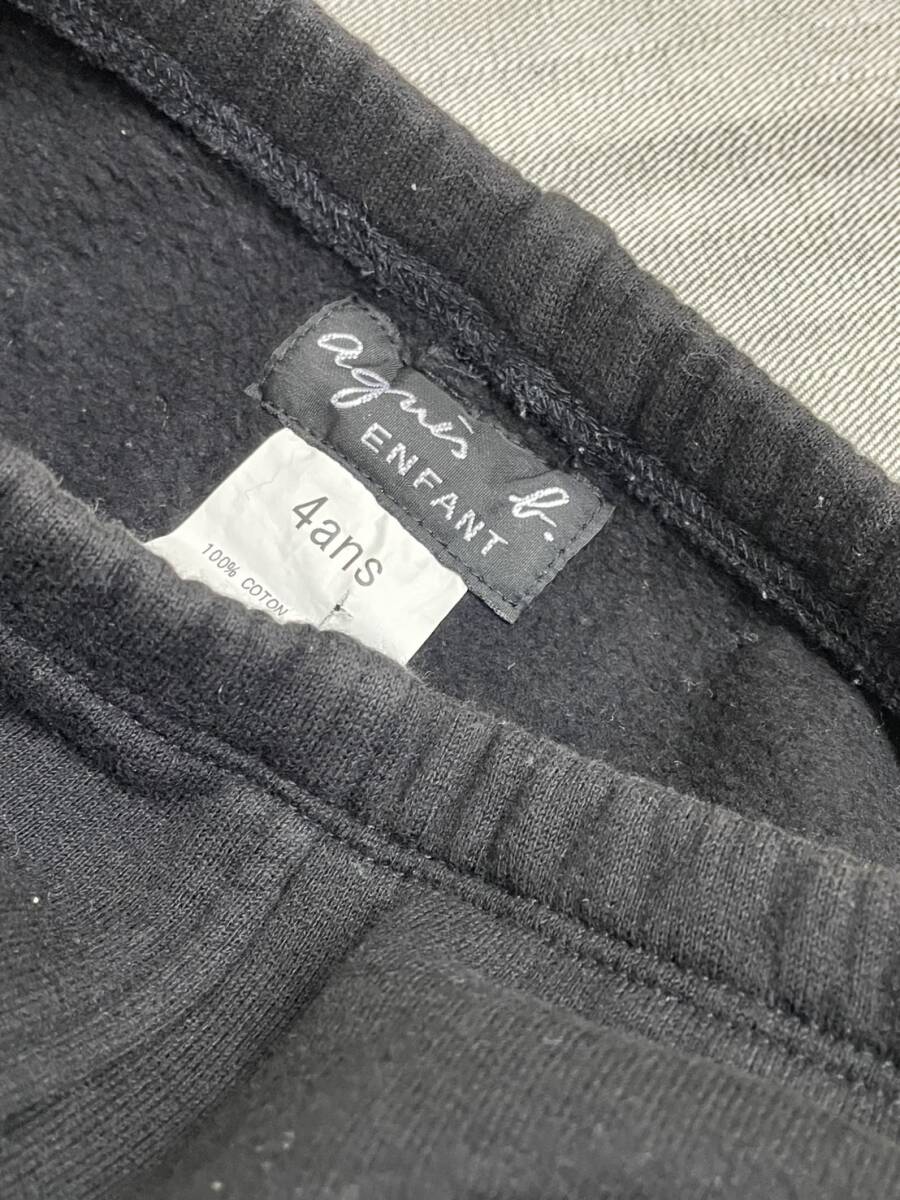 agnès b.
ENFANT
4ans
100% COTON